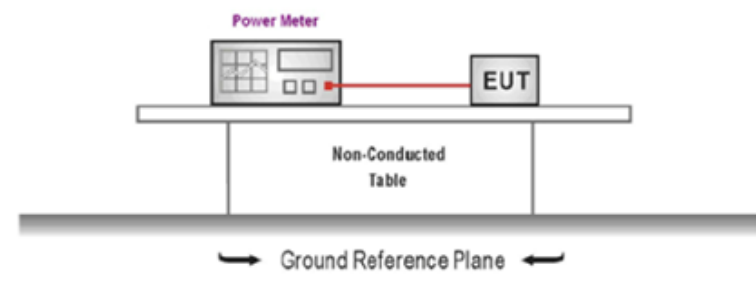 Power Meter
EUT
Non-Conducted
Table
Ground Reference Plane